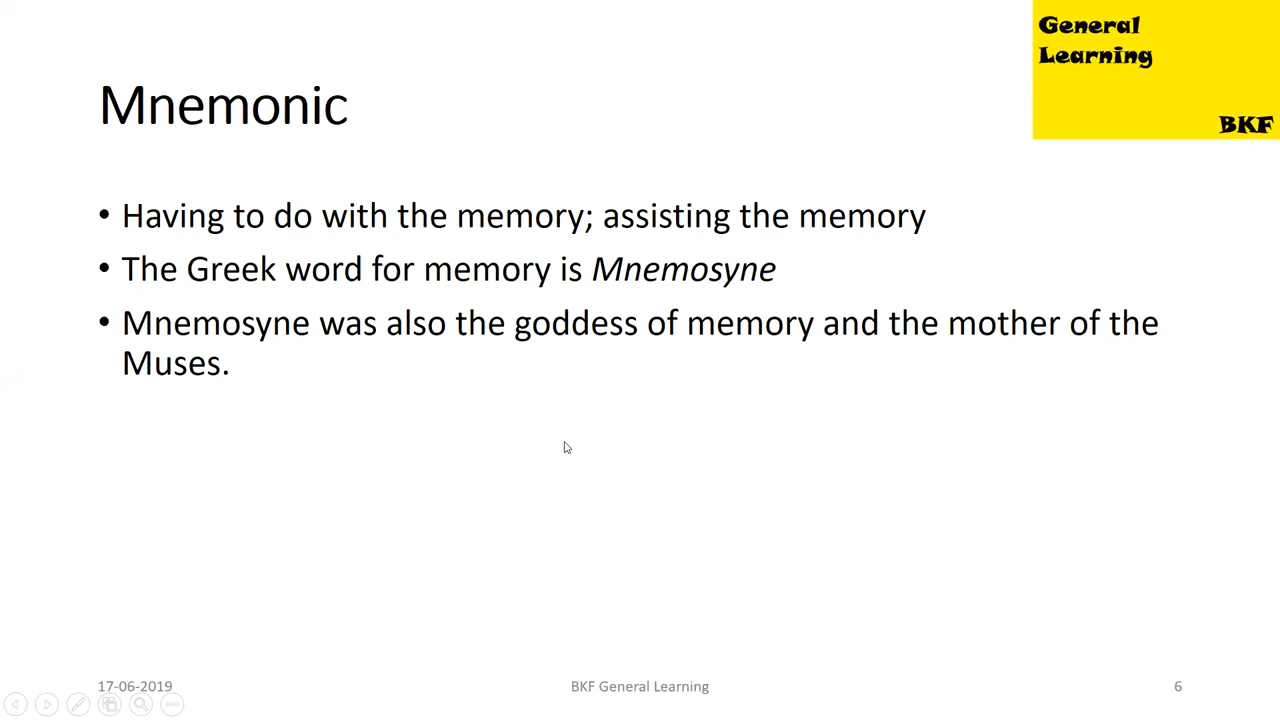 General
Learning
BKF
Mnemonic
• Having to do with the memory; assisting the memory
• The Greek word for memory is Mnemosyne
• Mnemosyne was also the goddess of memory and the mother of the
Muses.
17-06-2019
BKF General Learning
6